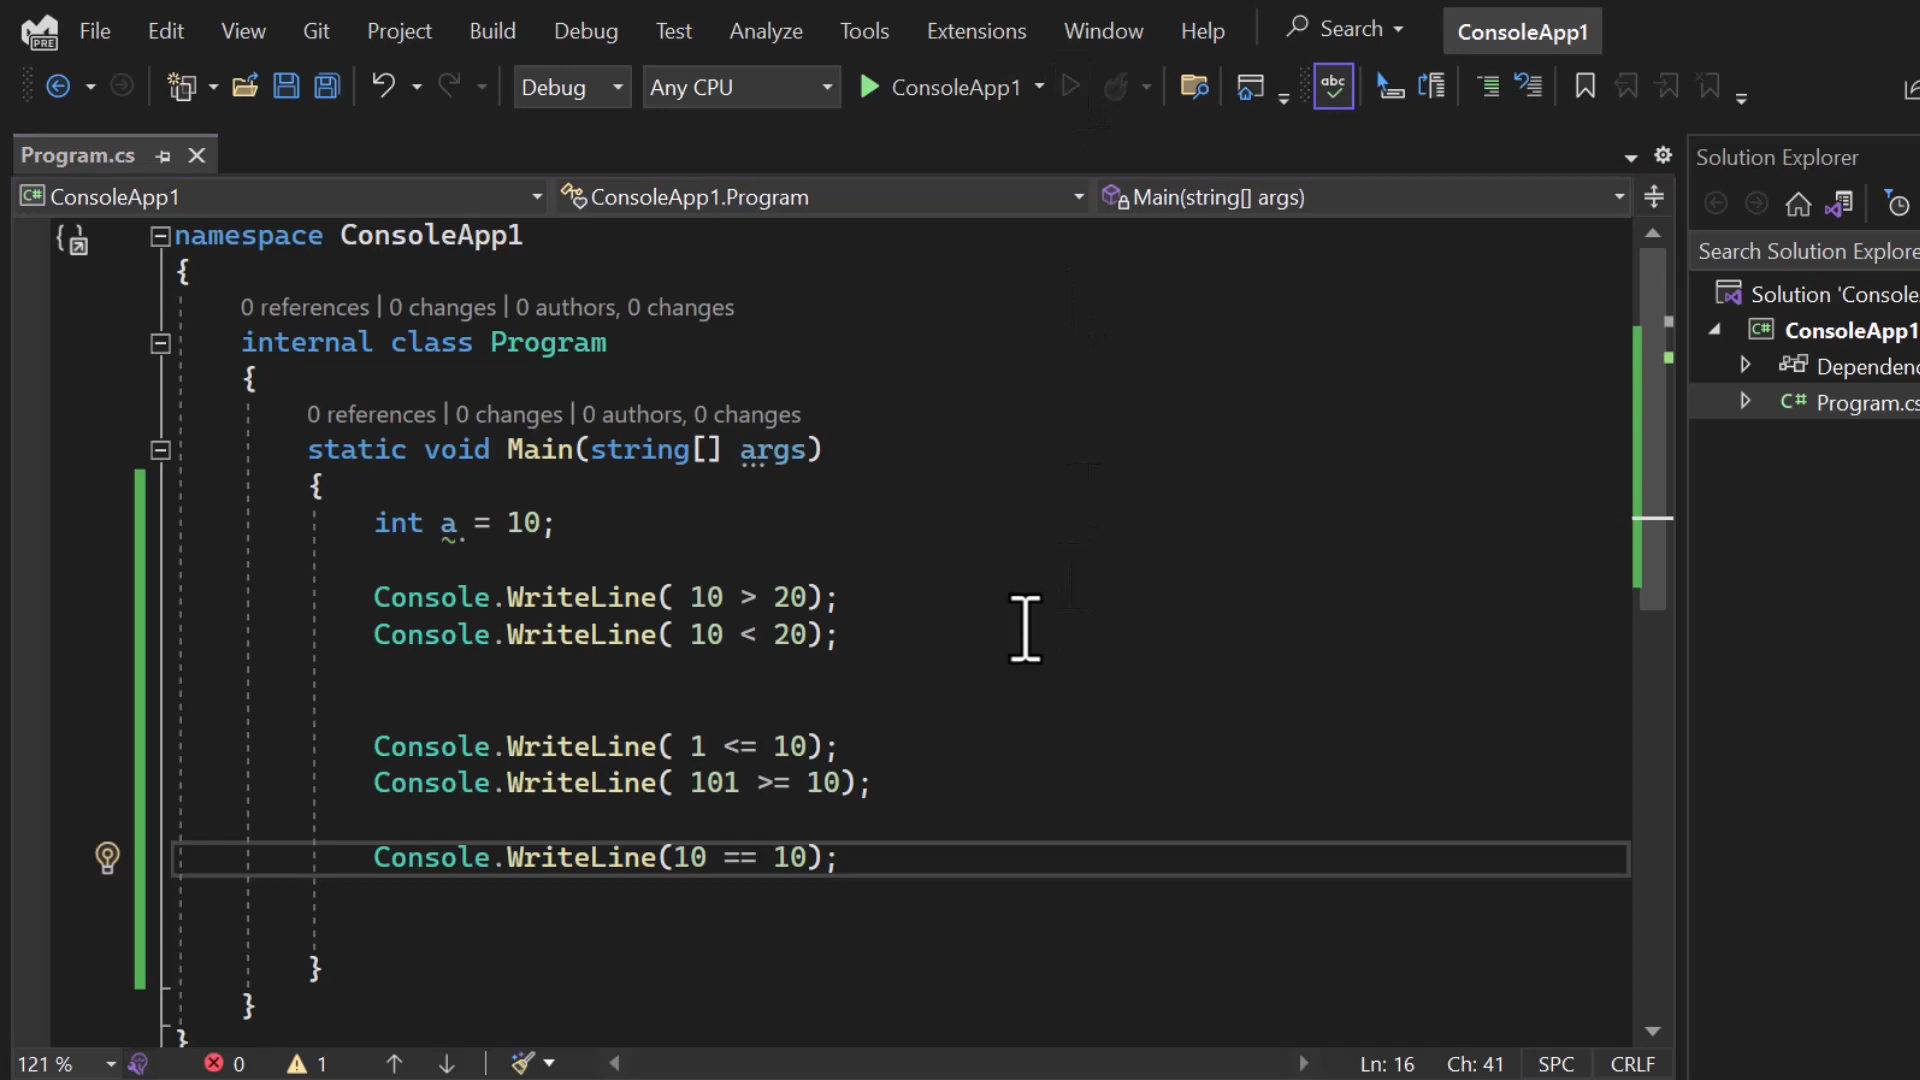 File Edit View Git Project Build Debug Test Analyze Tools Extensions Window Help Search ConsoleApp1
PRE
Debug Any CPU ConsoleApp1 abc
Program.cs
Solution Explorer
C# ConsoleApp1 ConsoleApp1.Program Main(string[] args)
namespace ConsoleApp1
{
0 references | 0 changes | 0 authors, 0 changes
internal class Program
{
0 references | 0 changes | 0 authors, 0 changes
static void Main(string[] args)
{
int a = 10;
Console.WriteLine( 10 > 20);
Console.WriteLine( 10 < 20);
Console.WriteLine( 1 <= 10);
Console.WriteLine( 101 >= 10);
Console.WriteLine(10 == 10);
}
}
}
Search Solution Explore
Solution 'Console
C# ConsoleApp1
Dependenc
C# Program.cs
121 % 0 1 Ln: 16 Ch: 41 SPC CRLF